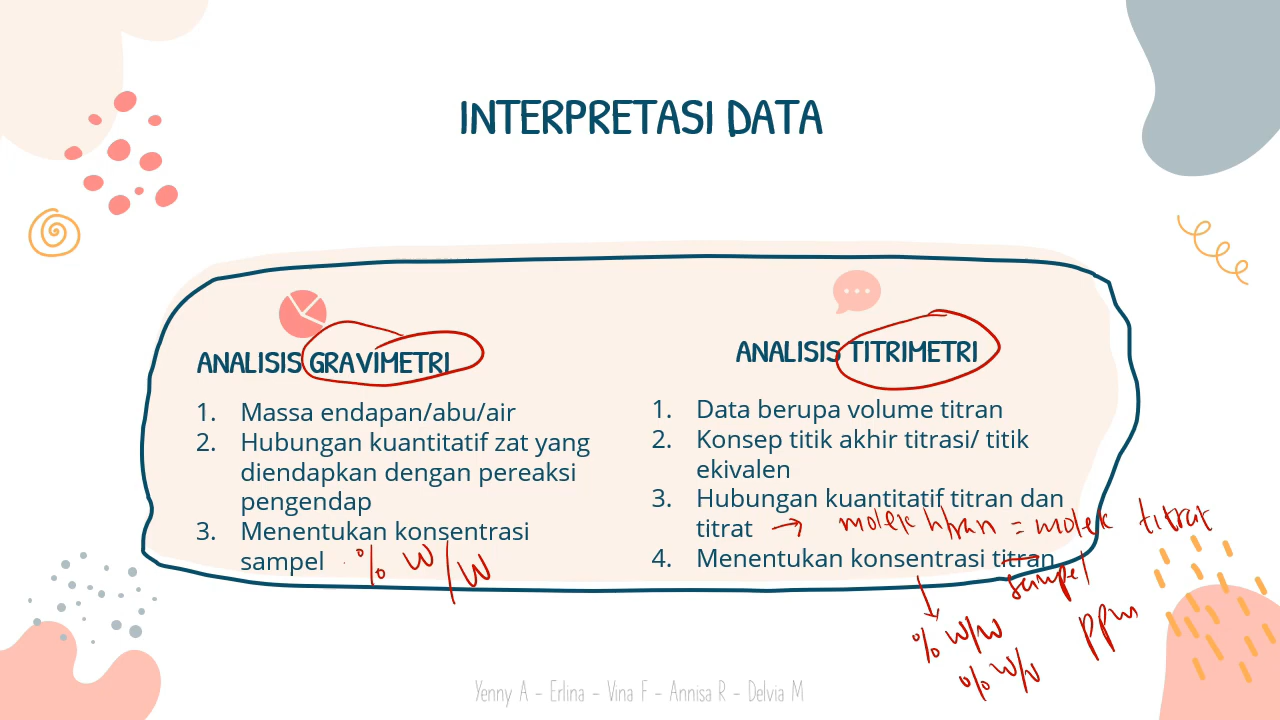 INTERPRETASI DATA
ANALISIS GRAVIMETRI
1. Massa endapan/abu/air
2. Hubungan kuantitatif zat yang
diendapkan dengan pereaksi
pengendap
3. Menentukan konsentrasi
sampel % w/w
ANALISIS TITRIMETRI
1. Data berupa volume titran
2. Konsep titik akhir titrasi/ titik
ekivalen
3. Hubungan kuantitatif titran dan
titrat → molek titran = molek titrat
4. Menentukan konsentrasi titran
sampel
% w/w
ppm
% w/v
Yenny A - Erlina - Vina F - Annisa R - Delvia M